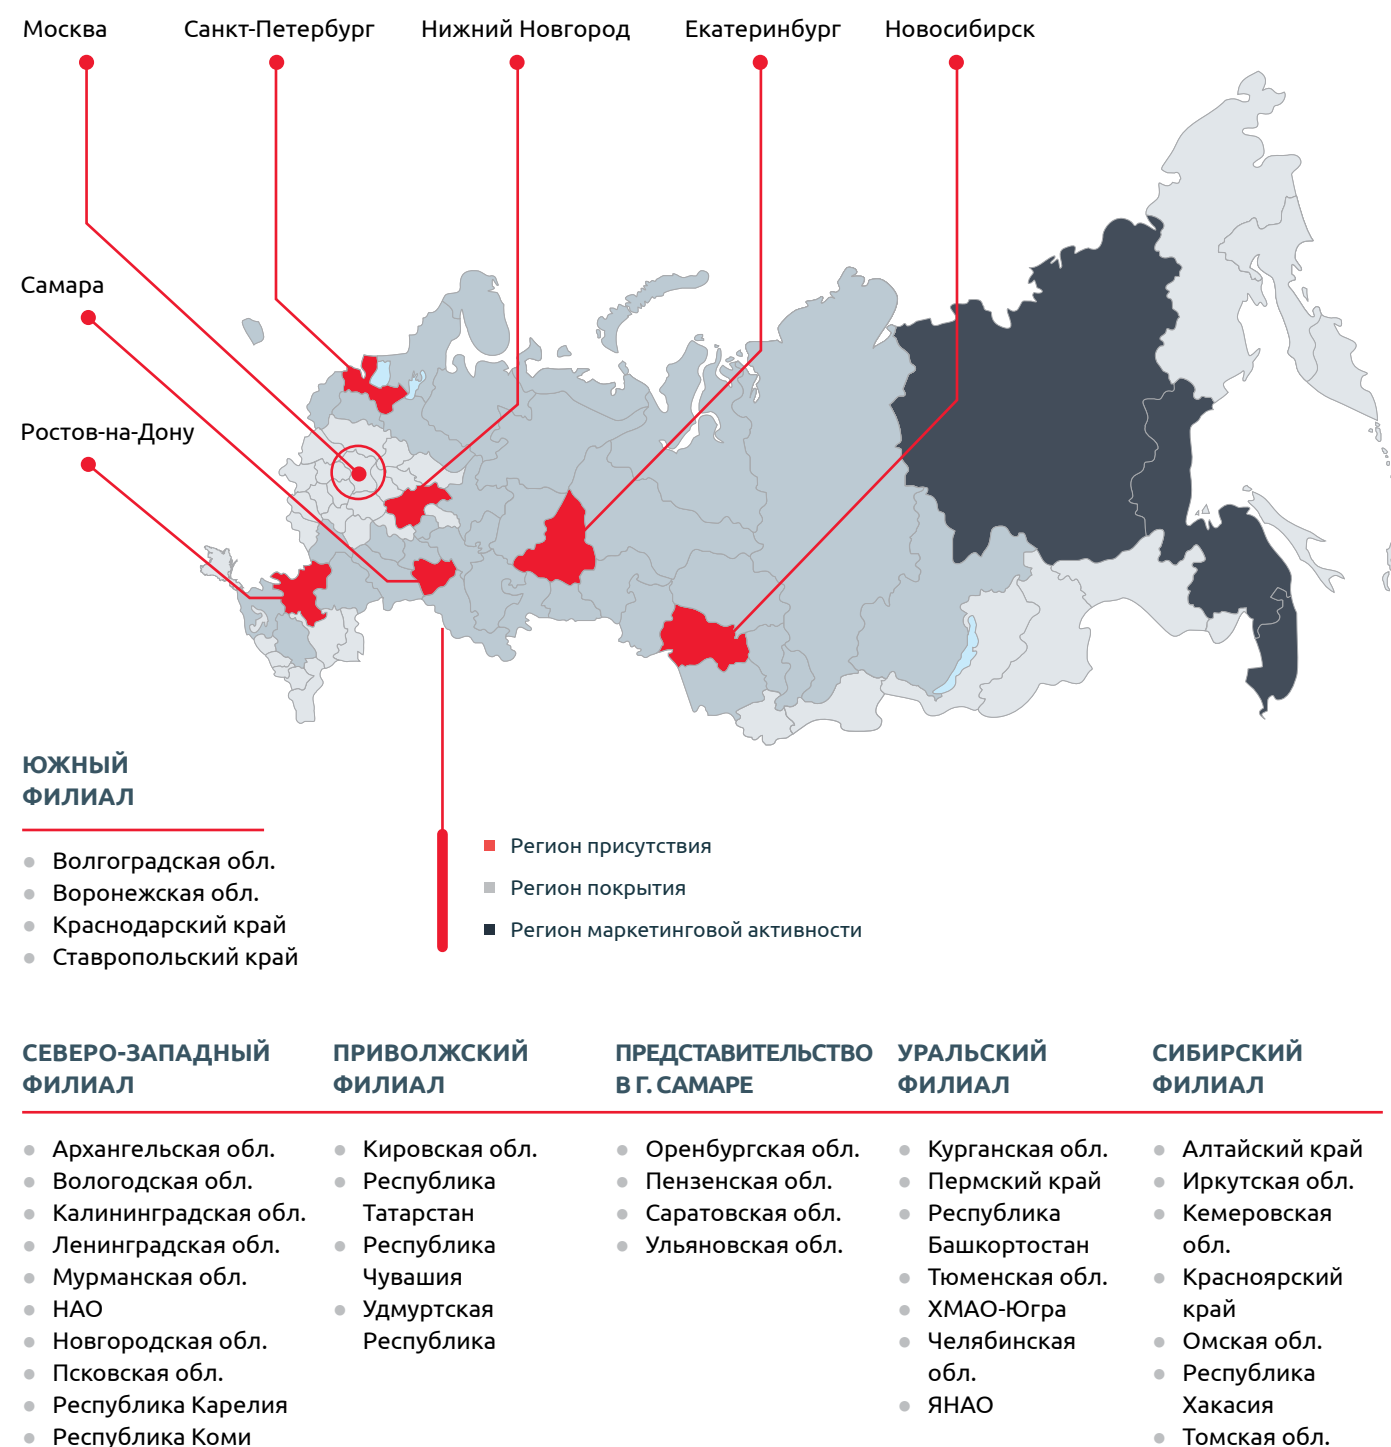 Москва
Санкт-Петербург
Нижний Новгород
Екатеринбург
Новосибирск
Самара
Ростов-на-Дону
ЮЖНЫЙ
ФИЛИАЛ
Волгоградская обл.
Воронежская обл.
Краснодарский край
Ставропольский край
Регион присутствия
Регион покрытия
Регион маркетинговой активности
СЕВЕРО-ЗАПАДНЫЙ
ФИЛИАЛ
Архангельская обл.
Вологодская обл.
Калининградская обл.
Ленинградская обл.
Мурманская обл.
НАО
Новгородская обл.
Псковская обл.
Республика Карелия
Республика Коми
ПРИВОЛЖСКИЙ
ФИЛИАЛ
Кировская обл.
Республика
Татарстан
Республика
Чувашия
Удмуртская
Республика
ПРЕДСТАВИТЕЛЬСТВО
В Г. САМАРЕ
Оренбургская обл.
Пензенская обл.
Саратовская обл.
Ульяновская обл.
УРАЛЬСКИЙ
ФИЛИАЛ
Курганская обл.
Пермский край
Республика
Башкортостан
Тюменская обл.
ХМАО-Югра
Челябинская
обл.
ЯНАО
СИБИРСКИЙ
ФИЛИАЛ
Алтайский край
Иркутская обл.
Кемеровская
обл.
Красноярский
край
Омская обл.
Республика
Хакасия
Томская обл.